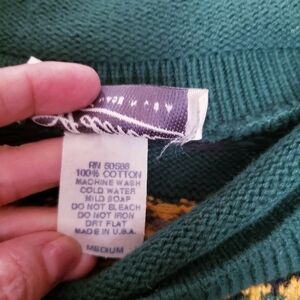 RN 50588
100% COTTON
MACHINE WASH
COLD WATER
MILD SOAP
DO NOT BLEACH
DO NOT IRON
DRY FLAT
MADE IN U.S.A.
MEDIUM